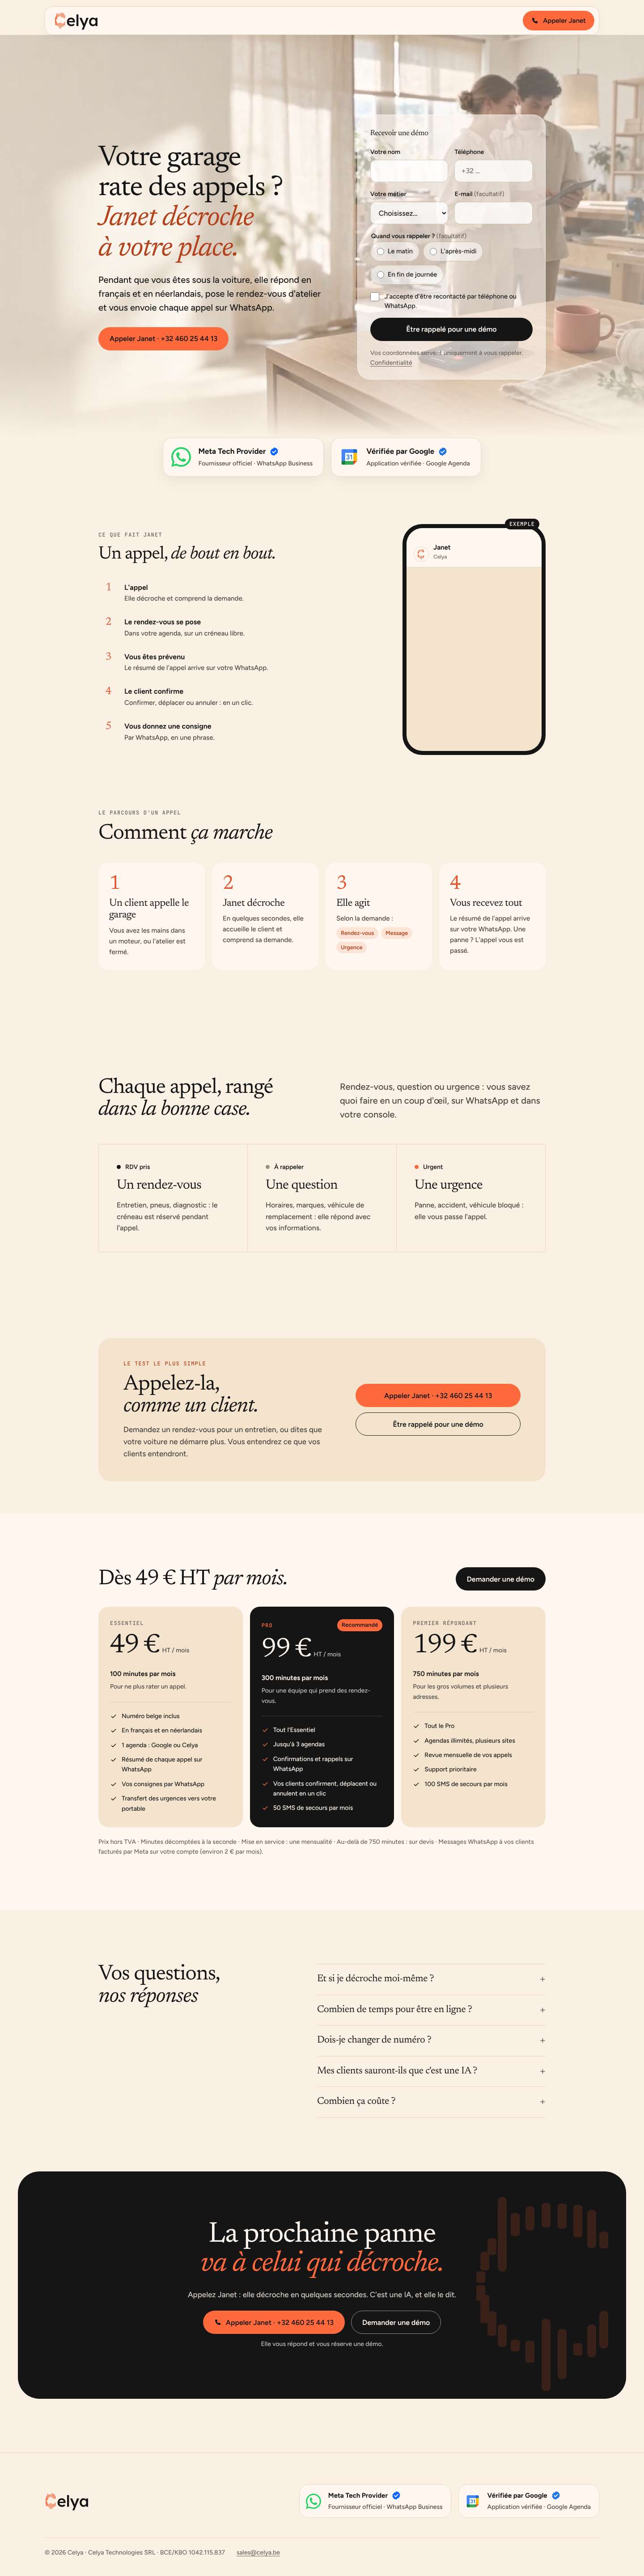 Celya
Appeler Janet
Votre garage
rate des appels ?
Janet décroche
à votre place.
Pendant que vous êtes sous la voiture, elle répond en
français et en néerlandais, pose le rendez-vous d'atelier
et vous envoie chaque appel sur WhatsApp.
Appeler Janet · +32 460 25 44 13
Recevoir une démo
Votre nom
Téléphone
+32 ...
Votre métier
E-mail (facultatif)
Choisissez...
Quand vous rappeler ? (facultatif)
Le matin
L'après-midi
En fin de journée
J'accepte d'être recontacté par téléphone ou
WhatsApp.
Être rappelé pour une démo
Vos coordonnées servent uniquement à vous rappeler.
Confidentialité
Meta Tech Provider
Fournisseur officiel · WhatsApp Business
31
Vérifiée par Google
Application vérifiée · Google Agenda
CE QUE FAIT JANET
Un appel, de bout en bout.
1
L'appel
Elle décroche et comprend la demande.
2
Le rendez-vous se pose
Dans votre agenda, sur un créneau libre.
3
Vous êtes prévenu
Le résumé de l'appel arrive sur votre WhatsApp.
4
Le client confirme
Confirmer, déplacer ou annuler : en un clic.
5
Vous donnez une consigne
Par WhatsApp, en une phrase.
EXEMPLE
Janet
Celya
LE PARCOURS D'UN APPEL
Comment ça marche
1
Un client appelle le
garage
Vous avez les mains dans
un moteur, ou l'atelier est
fermé.
2
Janet décroche
En quelques secondes, elle
accueille le client et
comprend sa demande.
3
Elle agit
Selon la demande :
Rendez-vous
Message
Urgence
4
Vous recevez tout
Le résumé de l'appel arrive
sur votre WhatsApp. Une
panne ? L'appel vous est
passé.
Chaque appel, rangé
dans la bonne case.
Rendez-vous, question ou urgence : vous savez
quoi faire en un coup d'œil, sur WhatsApp et dans
votre console.
RDV pris
Un rendez-vous
Entretien, pneus, diagnostic : le
créneau est réservé pendant
l'appel.
À rappeler
Une question
Horaires, marques, véhicule de
remplacement : elle répond avec
vos informations.
Urgent
Une urgence
Panne, accident, véhicule bloqué :
elle vous passe l'appel.
LE TEST LE PLUS SIMPLE
Appelez-la,
comme un client.
Demandez un rendez-vous pour un entretien, ou dites que
votre voiture ne démarre plus. Vous entendrez ce que vos
clients entendront.
Appeler Janet · +32 460 25 44 13
Être rappelé pour une démo
Dès 49 € HT par mois.
Demander une démo
ESSENTIEL
49 € HT / mois
100 minutes par mois
Pour ne plus rater un appel.
Numéro belge inclus
En français et en néerlandais
1 agenda : Google ou Celya
Résumé de chaque appel sur
WhatsApp
Vos consignes par WhatsApp
Transfert des urgences vers votre
portable
PRO
Recommandé
99 € HT / mois
300 minutes par mois
Pour une équipe qui prend des rendez-
vous.
Tout l'Essentiel
Jusqu'à 3 agendas
Confirmations et rappels sur
WhatsApp
Vos clients confirment, déplacent ou
annulent en un clic
50 SMS de secours par mois
PREMIER RÉPONDANT
199 € HT / mois
750 minutes par mois
Pour les gros volumes et plusieurs
adresses.
Tout le Pro
Agendas illimités, plusieurs sites
Revue mensuelle de vos appels
Support prioritaire
100 SMS de secours par mois
Prix hors TVA · Minutes décomptées à la seconde · Mise en service : une mensualité · Au-delà de 750 minutes : sur devis · Messages WhatsApp à vos clients
facturés par Meta sur votre compte (environ 2 € par mois).
Vos questions,
nos réponses
Et si je décroche moi-même ?
+
Combien de temps pour être en ligne ?
+
Dois-je changer de numéro ?
+
Mes clients sauront-ils que c'est une IA ?
+
Combien ça coûte ?
+
La prochaine panne
va à celui qui décroche.
Appelez Janet : elle décroche en quelques secondes. C'est une IA, et elle le dit.
Appeler Janet · +32 460 25 44 13
Demander une démo
Elle vous répond et vous réserve une démo.
Celya
Meta Tech Provider
Fournisseur officiel · WhatsApp Business
31
Vérifiée par Google
Application vérifiée · Google Agenda
© 2026 Celya · Celya Technologies SRL · BCE/KBO 1042.115.837
sales@celya.be